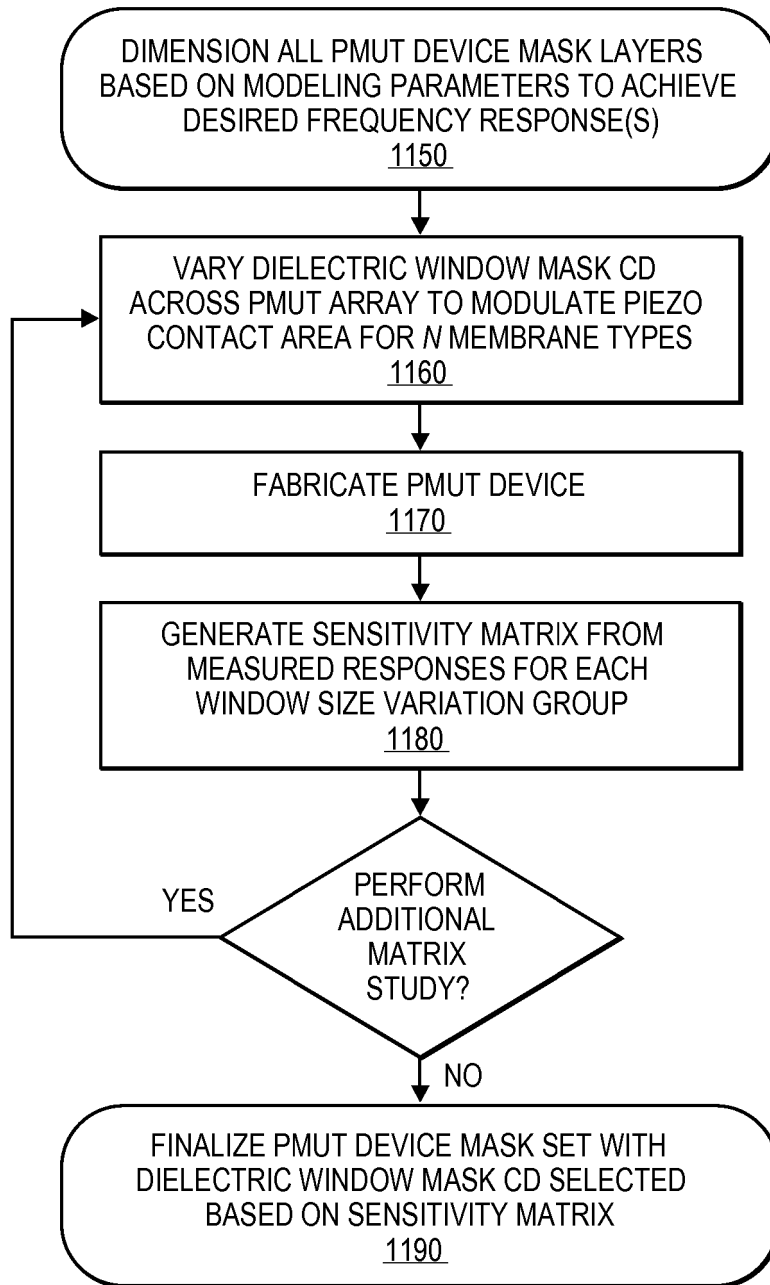 DIMENSION ALL PMUT DEVICE MASK LAYERS
BASED ON MODELING PARAMETERS TO ACHIEVE
DESIRED FREQUENCY RESPONSE(S)
1150
VARY DIELECTRIC WINDOW MASK CD
ACROSS PMUT ARRAY TO MODULATE PIEZO
CONTACT AREA FOR N MEMBRANE TYPES
1160
FABRICATE PMUT DEVICE
1170
GENERATE SENSITIVITY MATRIX FROM
MEASURED RESPONSES FOR EACH
WINDOW SIZE VARIATION GROUP
1180
YES
PERFORM
ADDITIONAL
MATRIX
STUDY?
NO
FINALIZE PMUT DEVICE MASK SET WITH
DIELECTRIC WINDOW MASK CD SELECTED
BASED ON SENSITIVITY MATRIX
1190